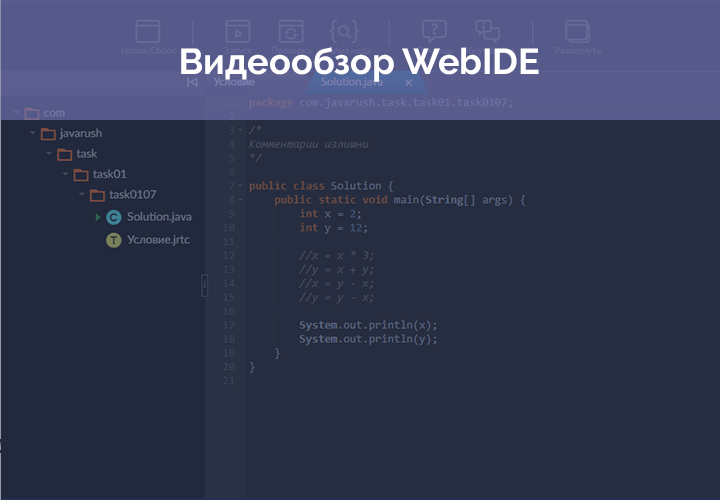 Видеообзор WebIDE
Новая/Сброс
Развернуть
Условие
Solution.java ×
com
javarush
task
task01
task0107
Solution.java
Условие.jrtc
1 package com.javarush.task.task01.task0107;
2
3 /*
4 Комментарии излишни
5 */
6
7 public class Solution {
8 public static void main(String[] args) {
9 int x = 2;
10 int y = 12;
11
12 //x = x * 3;
13 //y = x + y;
14 //x = y - x;
15 //y = y - x;
16
17 System.out.println(x);
18 System.out.println(y);
19 }
20 }
21